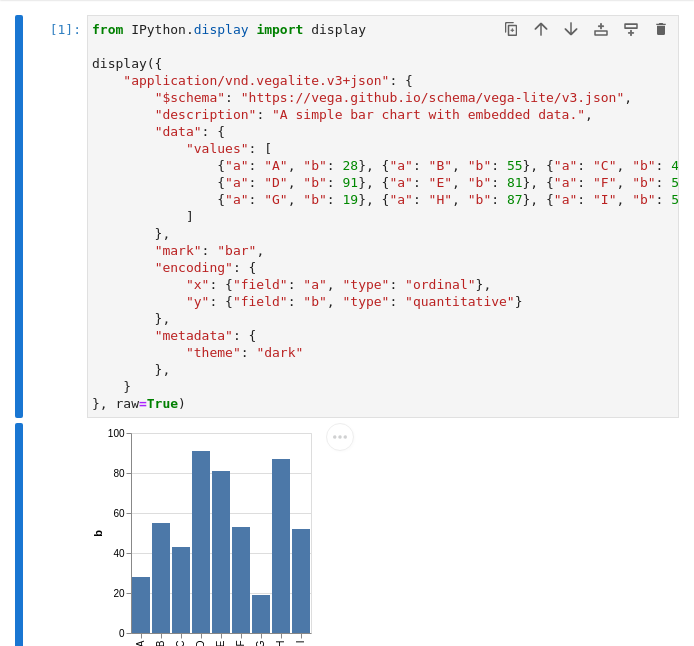 [1]: from IPython.display import display
display({
"application/vnd.vegalite.v3+json": {
"$schema": "https://vega.github.io/schema/vega-lite/v3.json",
"description": "A simple bar chart with embedded data.",
"data": {
"values": [
{"a": "A", "b": 28}, {"a": "B", "b": 55}, {"a": "C", "b": 4
{"a": "D", "b": 91}, {"a": "E", "b": 81}, {"a": "F", "b": 5
{"a": "G", "b": 19}, {"a": "H", "b": 87}, {"a": "I", "b": 5
]
},
"mark": "bar",
"encoding": {
"x": {"field": "a", "type": "ordinal"},
"y": {"field": "b", "type": "quantitative"}
},
"metadata": {
"theme": "dark"
},
}
}, raw=True)
100
80
60
40
20
0
b
A B C D E F G H I